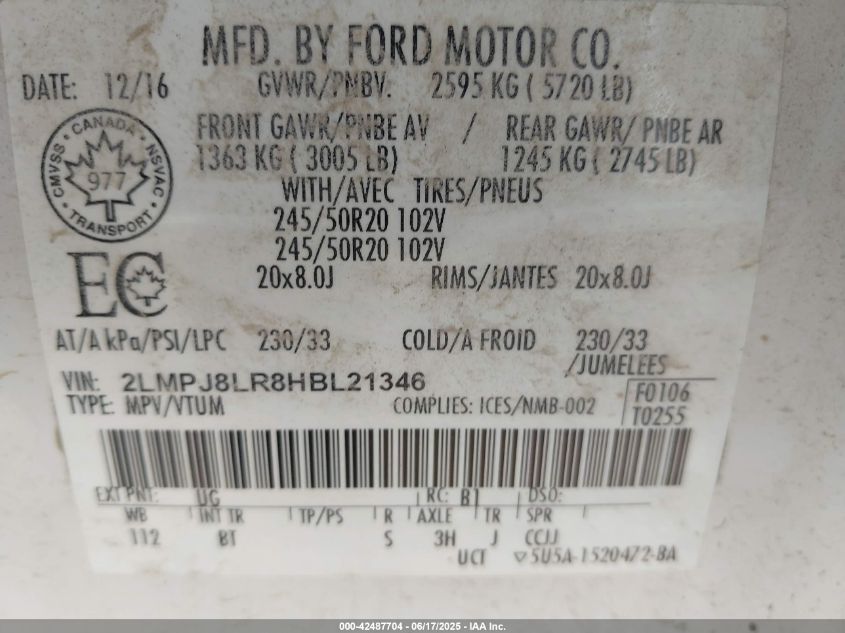 MFD. BY FORD MOTOR CO.
DATE: 12/16 GVWR/PNBV: 2595 KG ( 5720 LB)
FRONT GAWR/PNBE AV / REAR GAWR/ PNBE AR
1363 KG ( 3005 LB) 1245 KG ( 2745 LB)
WITH/AVEC TIRES/PNEUS
245/50R20 102V
245/50R20 102V
20x8.0J RIMS/JANTES 20x8.0J
CANADA
CMVSS NSVAC
977
TRANSPORT
EC
AT/A kPa/PSI/LPC 230/33 COLD/A FROID 230/33
/JUMELEES
VIN: 2LMPJ8LR8HBL21346
TYPE: MPV/VTUM COMPLIES: ICES/NMB-002
F0106
T0255
EXT PNT: UG RC: B1 DSO:
WB INT TR TP/PS R AXLE TR SPR
112 BT S 3H J CCJJ
UCT 5U5A-1520472-BA
000-42487704 - 06/17/2025 - IAA Inc.